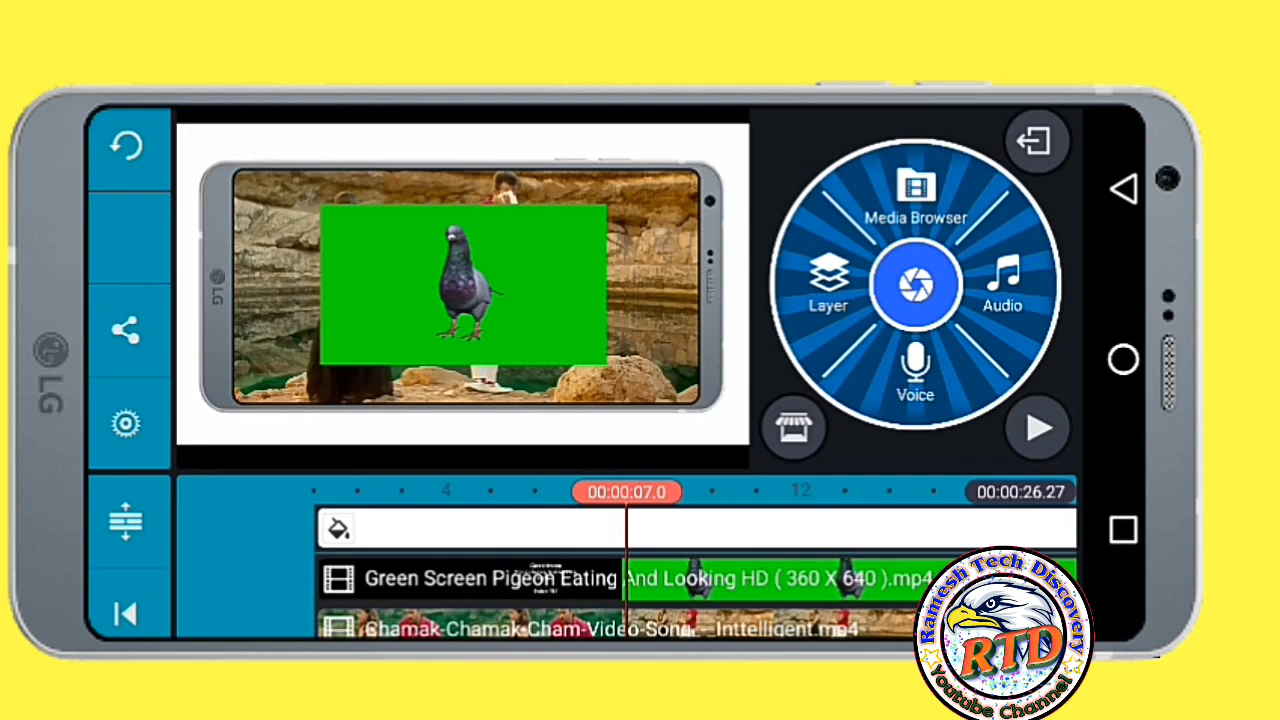 Media Browser
Layer
Audio
Voice
LG
LG
4
00:00:07.0
12
00:00:26.27
Green Screen Pigeon Eating And Looking HD ( 360 X 640 ).mp4
Chamak-Chamak-Cham-Video-Song-_Inttelligent.mp4
Ramesh Tech Discovery
RTD
Youtube Channel